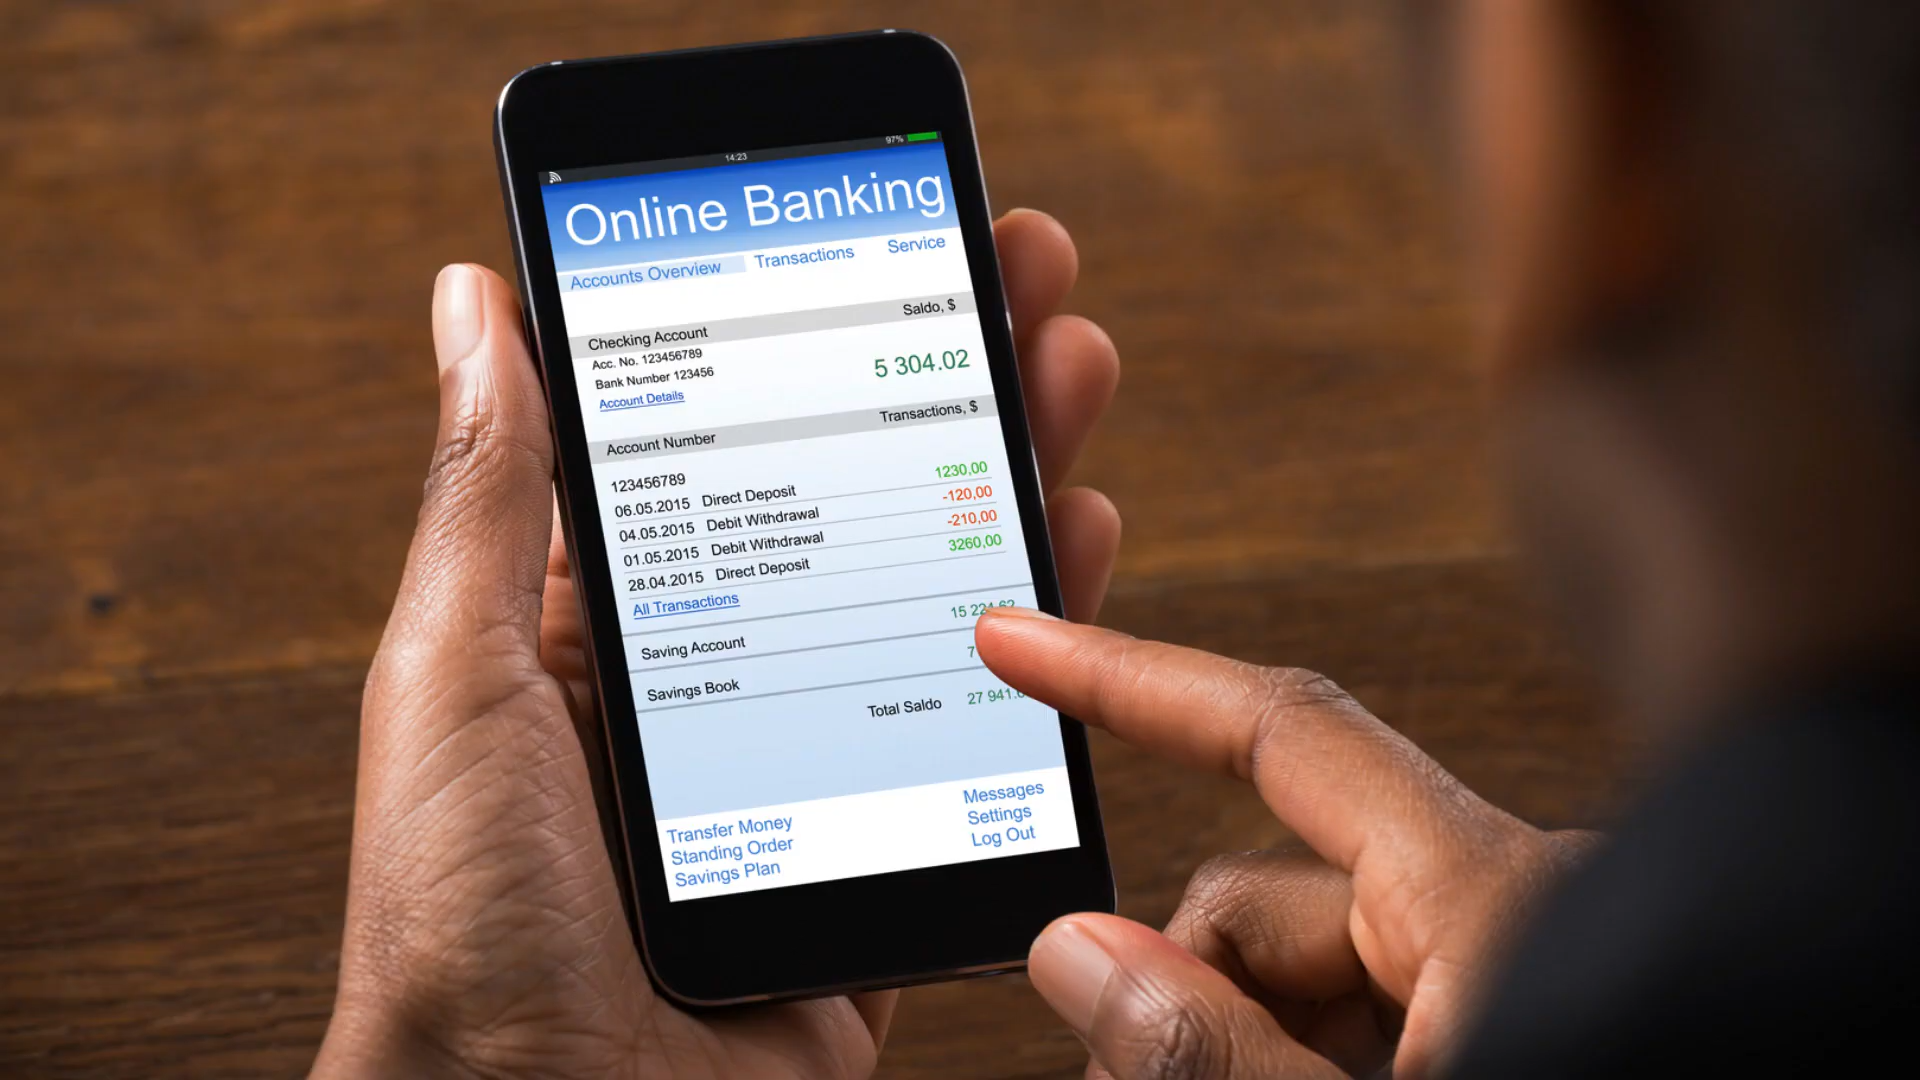 14:23
97%
Online Banking
Accounts Overview Transactions Service
Checking Account Saldo, $
Acc. No. 123456789
Bank Number 123456
5 304.02
Account Details
Account Number Transactions, $
123456789
06.05.2015 Direct Deposit 1230,00
04.05.2015 Debit Withdrawal -120,00
01.05.2015 Debit Withdrawal -210,00
28.04.2015 Direct Deposit 3260,00
All Transactions
Saving Account 15 224.62
Savings Book
Total Saldo
Transfer Money Messages
Standing Order Settings
Savings Plan Log Out